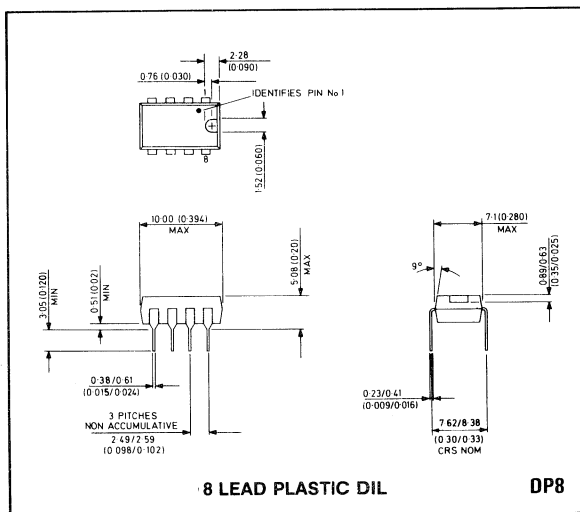 2·28
(0·090)
0·76 (0·030)
IDENTIFIES PIN No 1
8
1·52(0·060)
10·00 (0·394)
MAX
7·1(0·280)
MAX
3·05(0·120)
MIN
0·51(0·02)
MIN
5·08(0·20)
MAX
9°
0·89/0·63
(0·35/0·025)
0·38/0·61
(0·015/0·024)
3 PITCHES
NON ACCUMULATIVE
2·49/2·59
(0·098/0·102)
0·23/0·41
(0·009/0·016)
7·62/8·38
(0·30/0·33)
CRS NOM
8 LEAD PLASTIC DIL
DP8